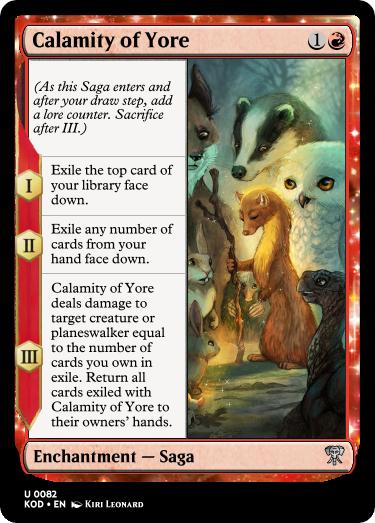 Calamity of Yore
1
(As this Saga enters and
after your draw step, add
a lore counter. Sacrifice
after III.)
I
Exile the top card of
your library face
down.
II
Exile any number of
cards from your
hand face down.
III
Calamity of Yore
deals damage to
target creature or
planeswalker equal
to the number of
cards you own in
exile. Return all
cards exiled with
Calamity of Yore to
their owners' hands.
Enchantment — Saga
U 0082
KOD • EN Kiri Leonard